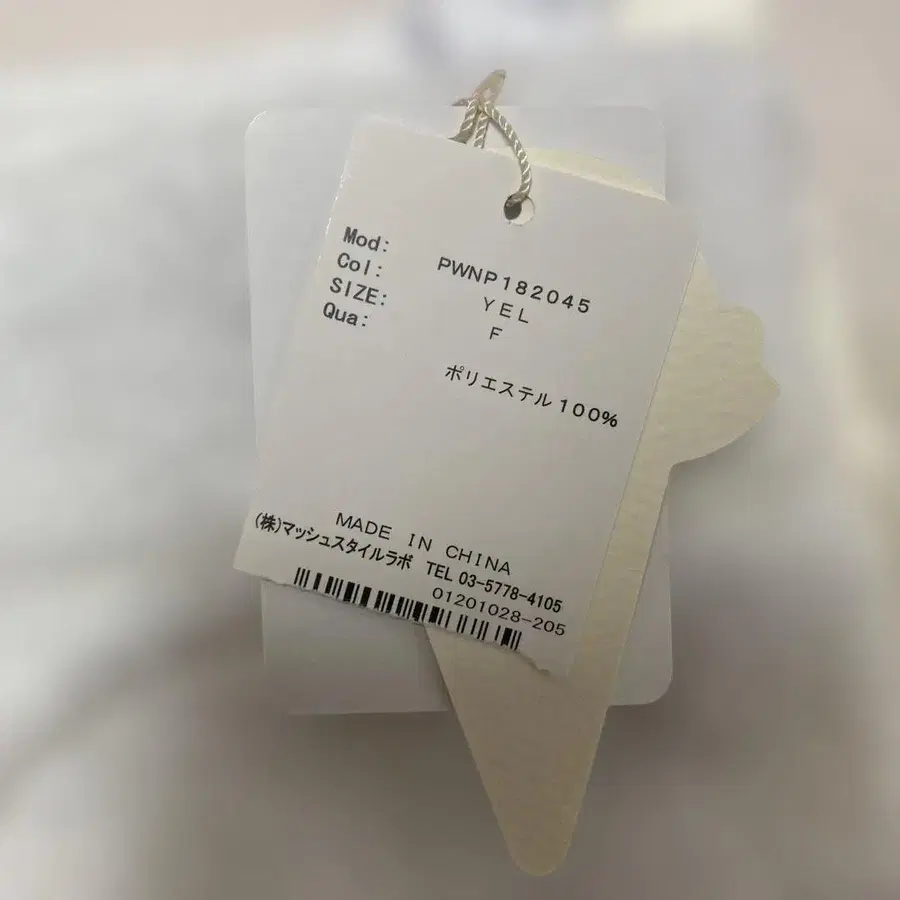 Mod: PWNP182045
Col: YEL
SIZE: F
Qua:
ポリエステル100%
MADE IN CHINA
(株)マッシュスタイルラボ TEL 03-5778-4105
01201028-205